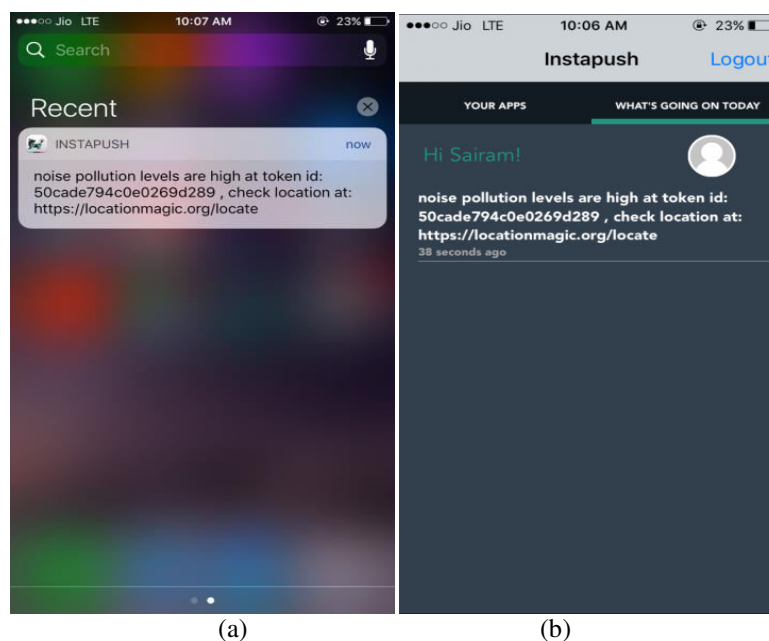 Jio LTE 10:07 AM 23%
Search
Recent
INSTAPUSH now
noise pollution levels are high at token id:
50cade794c0e0269d289 , check location at:
https://locationmagic.org/locate
(a)
Jio LTE 10:06 AM 23%
Instapush Logout
YOUR APPS WHAT'S GOING ON TODAY
Hi Sairam!
noise pollution levels are high at token id:
50cade794c0e0269d289 , check location at:
https://locationmagic.org/locate
38 seconds ago
(b)